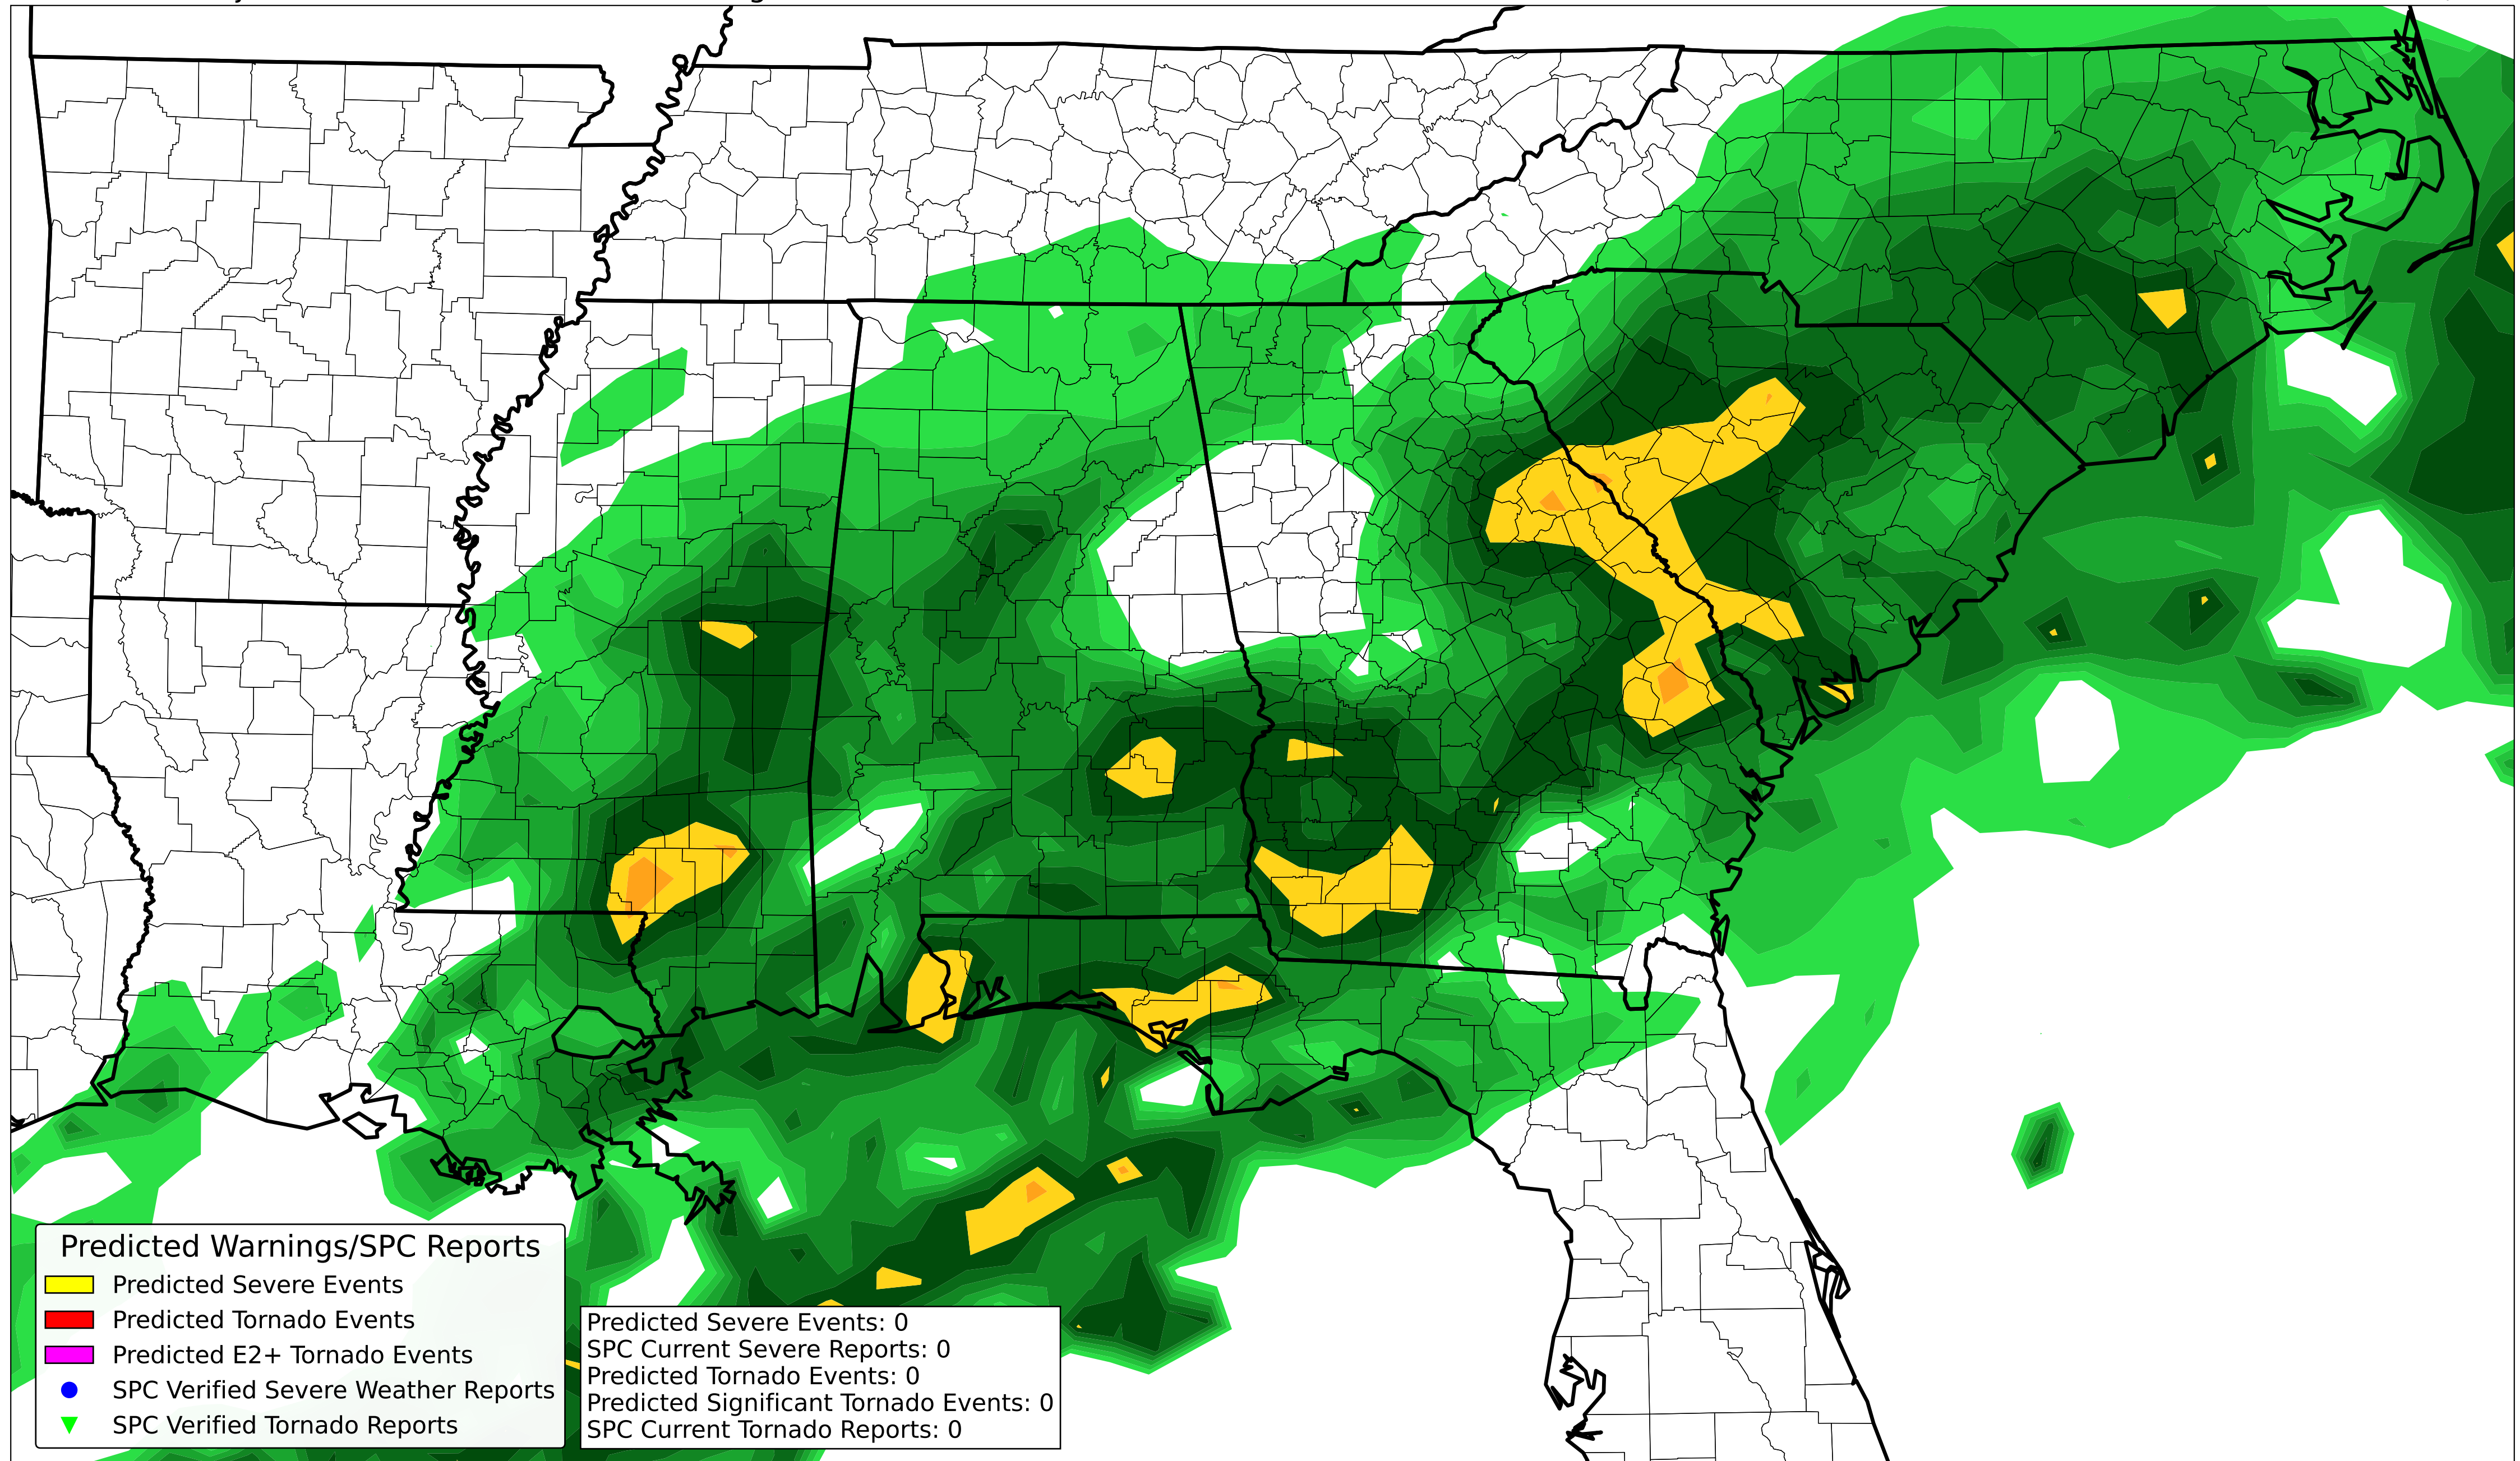 Predicted Warnings/SPC Reports
Predicted Severe Events
Predicted Tornado Events
Predicted E2+ Tornado Events
SPC Verified Severe Weather Reports
SPC Verified Tornado Reports
Predicted Severe Events: 0
SPC Current Severe Reports: 0
Predicted Tornado Events: 0
Predicted Significant Tornado Events: 0
SPC Current Tornado Reports: 0